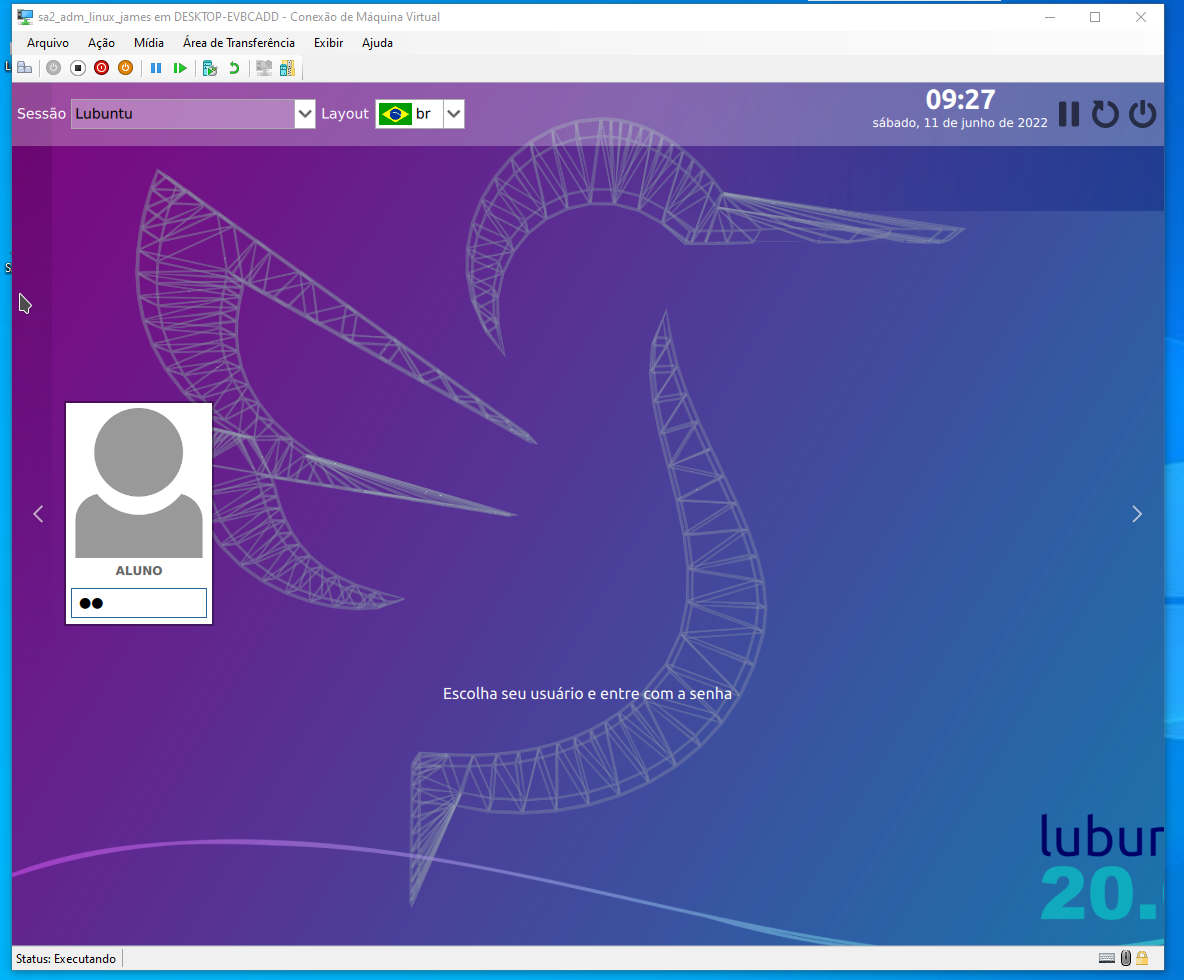 sa2_adm_linux_james em DESKTOP-EVBCADD - Conexão de Máquina Virtual
Arquivo Ação Mídia Área de Transferência Exibir Ajuda
Sessão Lubuntu Layout br
09:27
sábado, 11 de junho de 2022
ALUNO
Escolha seu usuário e entre com a senha
lubun
20.
Status: Executando